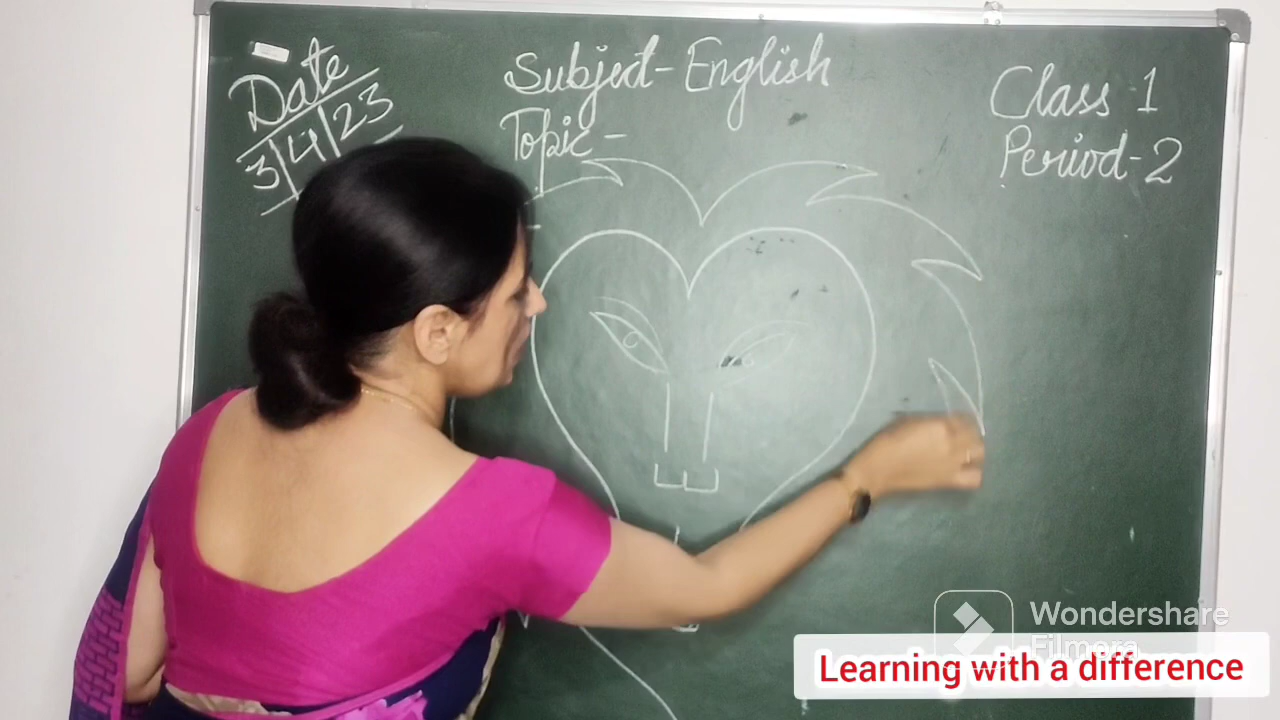 Date
3|4|23
Subject-English
Topic-
Class-1
Period-2
Wondershare
Filmora
Learning with a difference